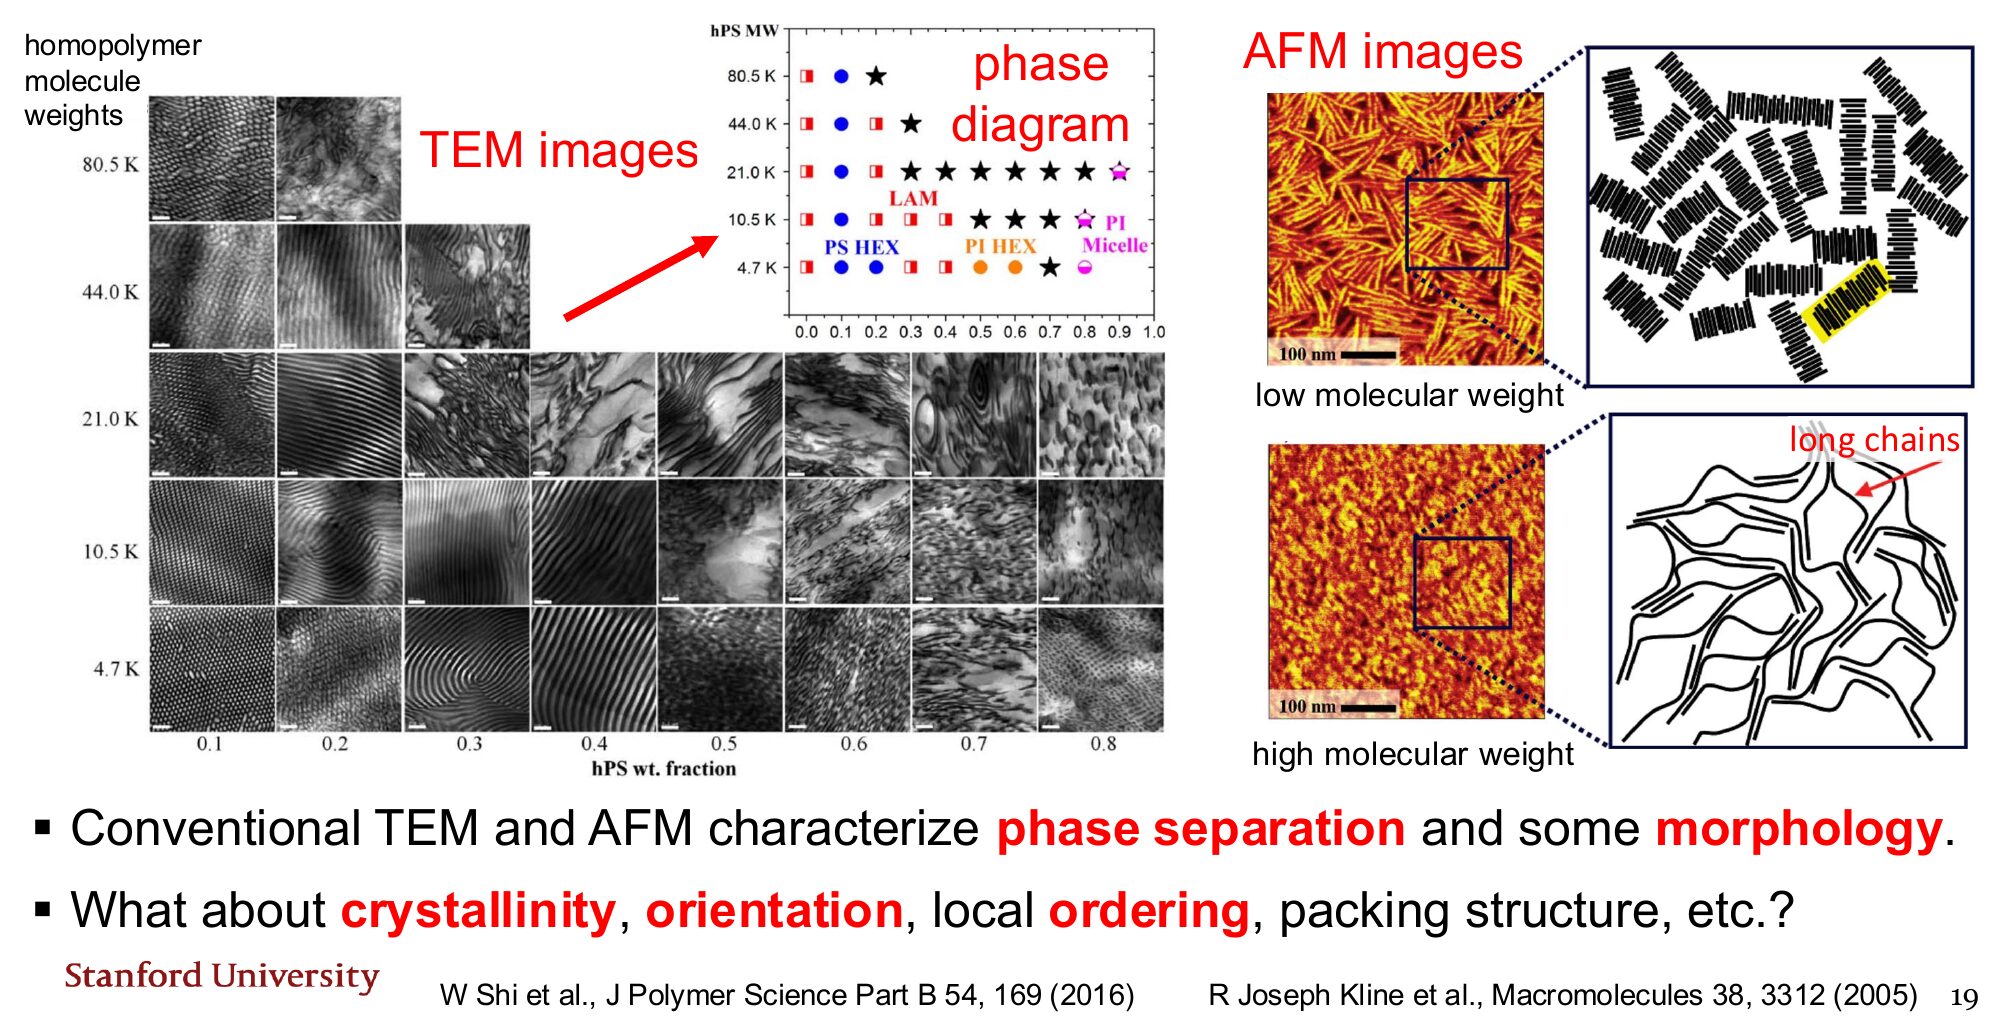 homopolymer
molecule
weights
80.5 K
44.0 K
21.0 K
10.5 K
4.7 K
0.1 0.2 0.3 0.4 0.5 0.6 0.7 0.8
hPS wt. fraction
TEM images
hPS MW
80.5 K
44.0 K
21.0 K
10.5 K
4.7 K
phase
diagram
LAM
PS HEX
PI HEX
PI
Micelle
0.0 0.1 0.2 0.3 0.4 0.5 0.6 0.7 0.8 0.9 1.0
AFM images
100 nm
low molecular weight
long chains
100 nm
high molecular weight
▪ Conventional TEM and AFM characterize phase separation and some morphology.
▪ What about crystallinity, orientation, local ordering, packing structure, etc.?
Stanford University
W Shi et al., J Polymer Science Part B 54, 169 (2016)
R Joseph Kline et al., Macromolecules 38, 3312 (2005)
19